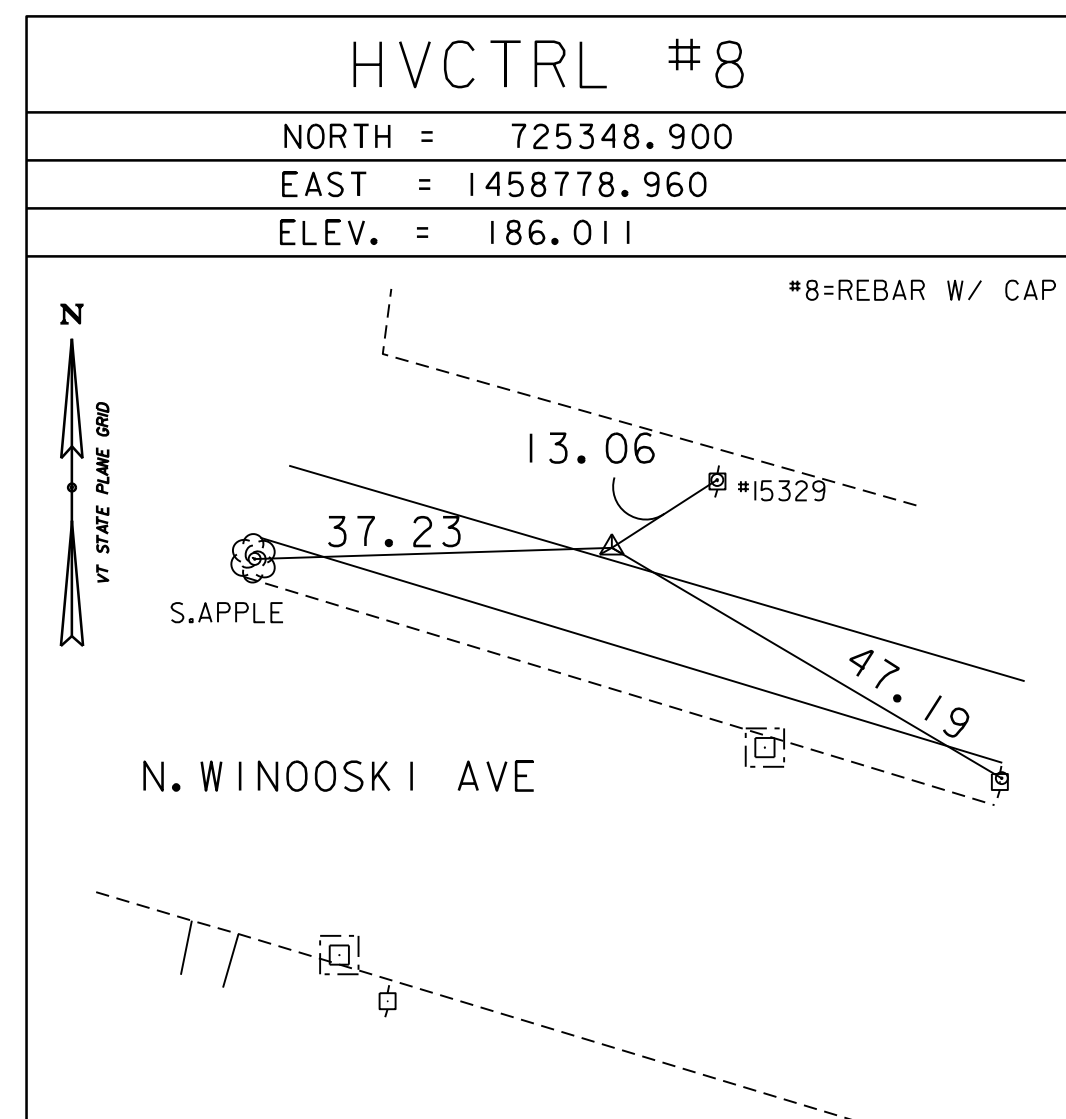 HVCTRL #8
NORTH = 725348.900
EAST = 1458778.960
ELEV. = 186.011
#8=REBAR W/ CAP
N
VT STATE PLANE GRID
13.06
#15329
37.23
S.APPLE
47.19
N. WINOOSKI AVE